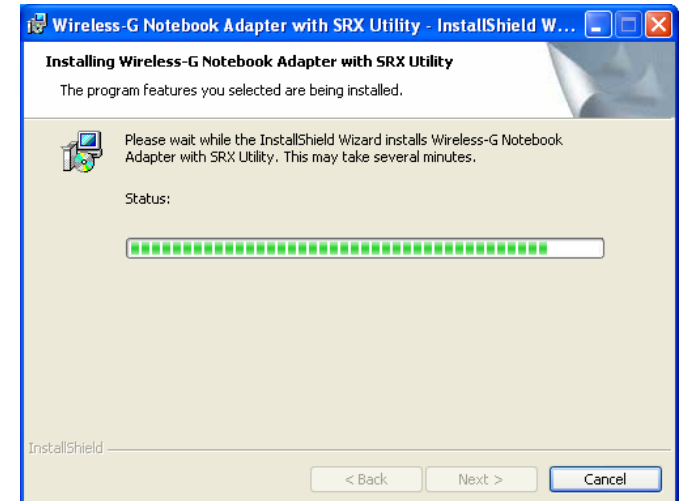 Wireless-G Notebook Adapter with SRX Utility - InstallShield W...
Installing Wireless-G Notebook Adapter with SRX Utility
The program features you selected are being installed.
Please wait while the InstallShield Wizard installs Wireless-G Notebook
Adapter with SRX Utility. This may take several minutes.
Status:
InstallShield
< Back
Next >
Cancel